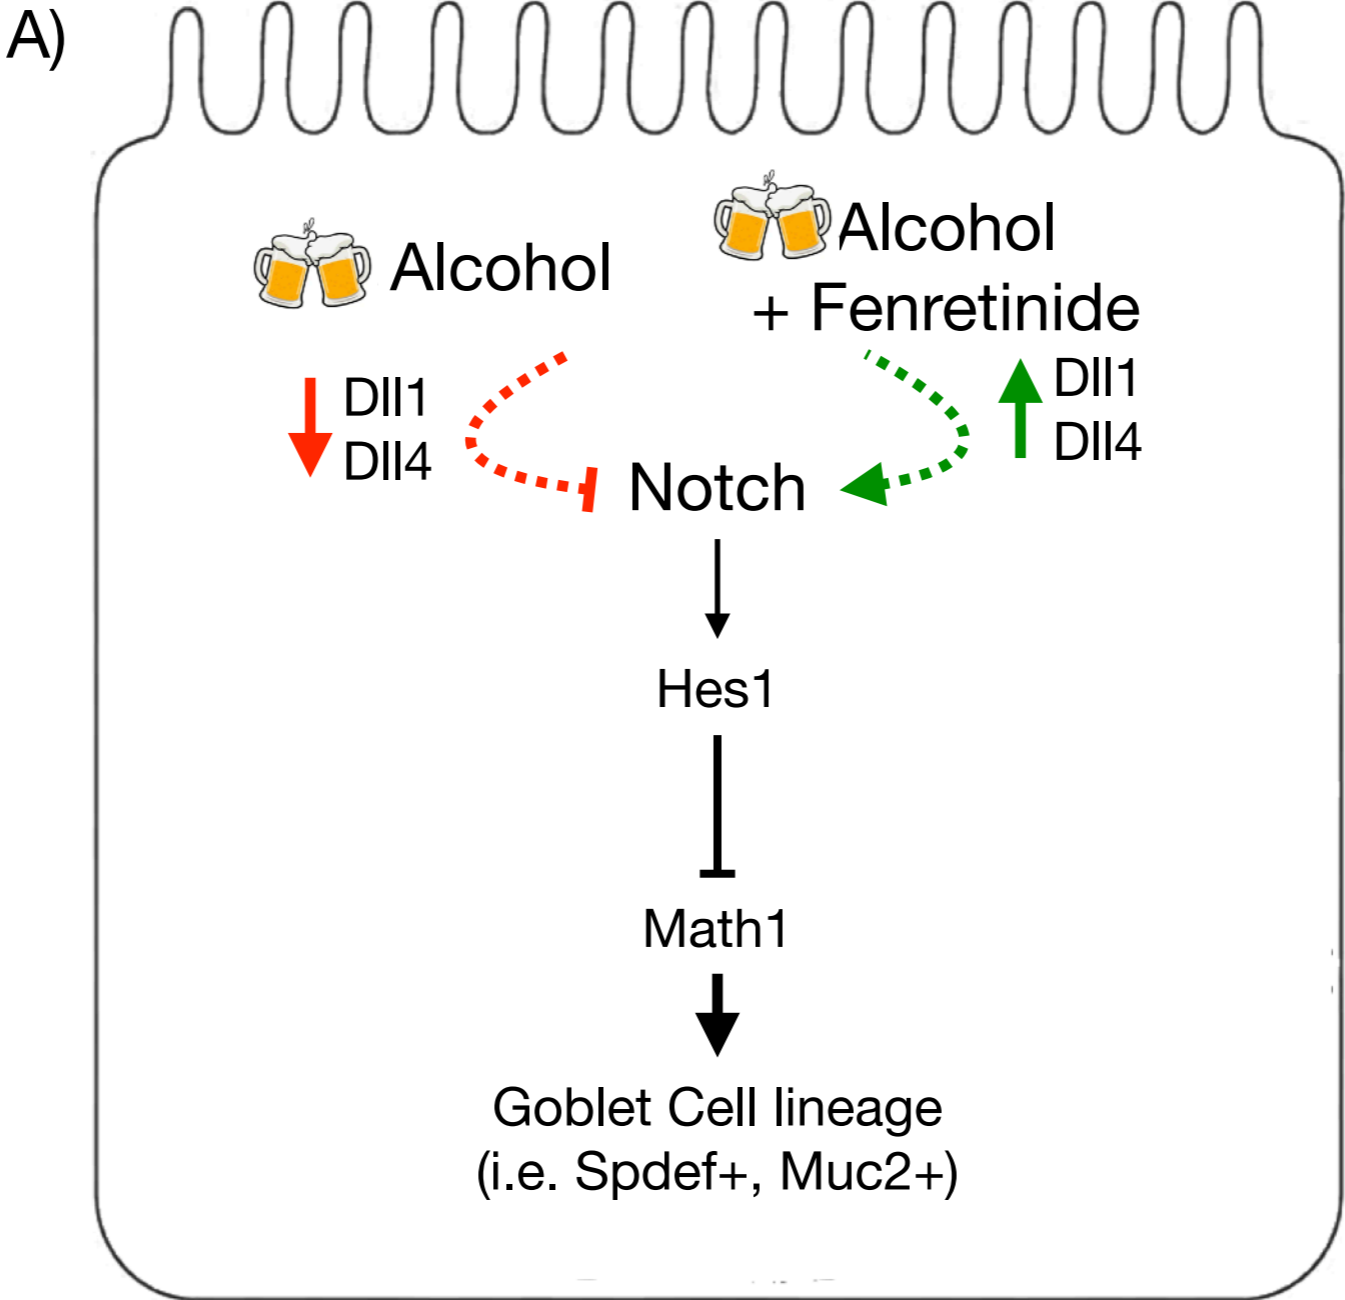 A)
Alcohol
Alcohol
+ Fenretinide
Dll1
Dll4
Dll1
Dll4
Notch
Hes1
Math1
Goblet Cell lineage
(i.e. Spdef+, Muc2+)